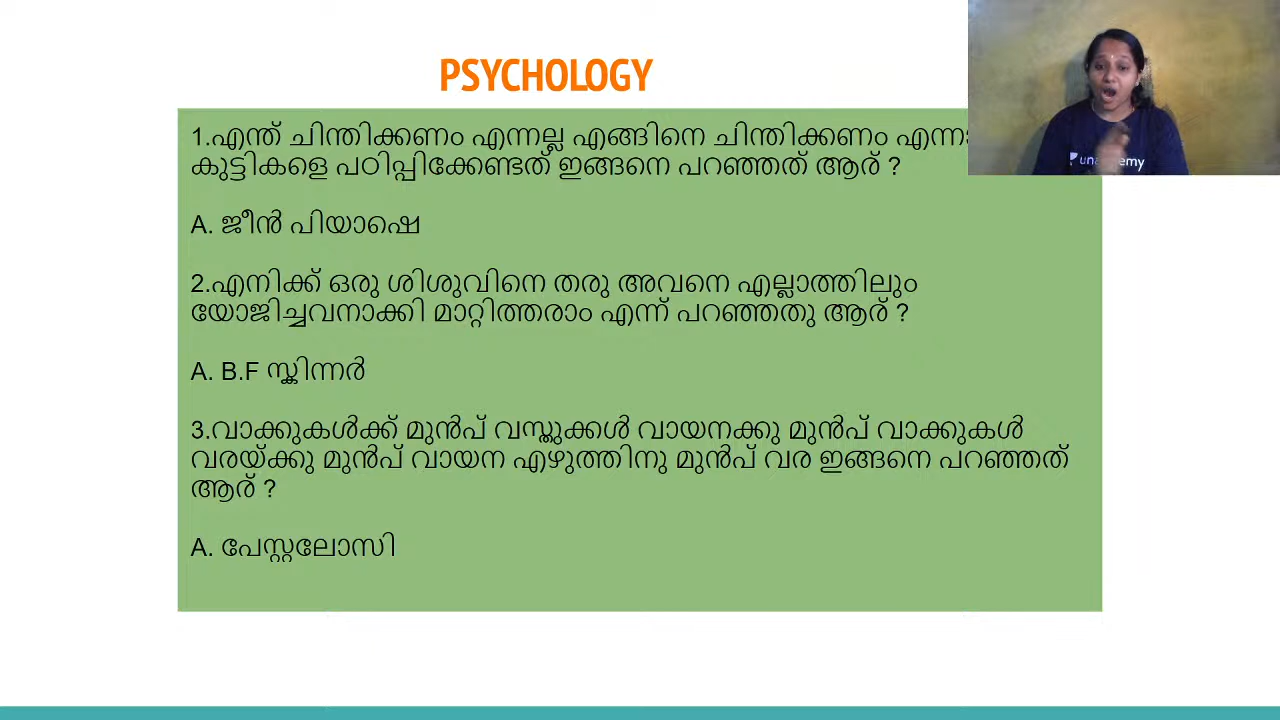 PSYCHOLOGY
1.എന്ത് ചിന്തിക്കണം എന്നല്ല എങ്ങിനെ ചിന്തിക്കണം
കുട്ടികളെ പഠിപ്പിക്കേണ്ടത് ഇങ്ങനെ പറഞ്ഞത് ആര് ?
A. ജീൻ പിയാഷെ
2.എനിക്ക് ഒരു ശിശുവിനെ തരു അവനെ എല്ലാത്തിലും
യോജിച്ചവനാക്കി മാറ്റിത്തരാം എന്ന് പറഞ്ഞതു ആര് ?
A. B.F സ്കിന്നർ
3.വാക്കുകൾക്ക് മുൻപ് വസ്തുക്കൾ വായനക്കു മുൻപ് വാക്കുകൾ
വരയ്ക്കു മുൻപ് വായന എഴുത്തിനു മുൻപ് വര ഇങ്ങനെ പറഞ്ഞത്
ആര് ?
A. പേസ്റ്റലോസി